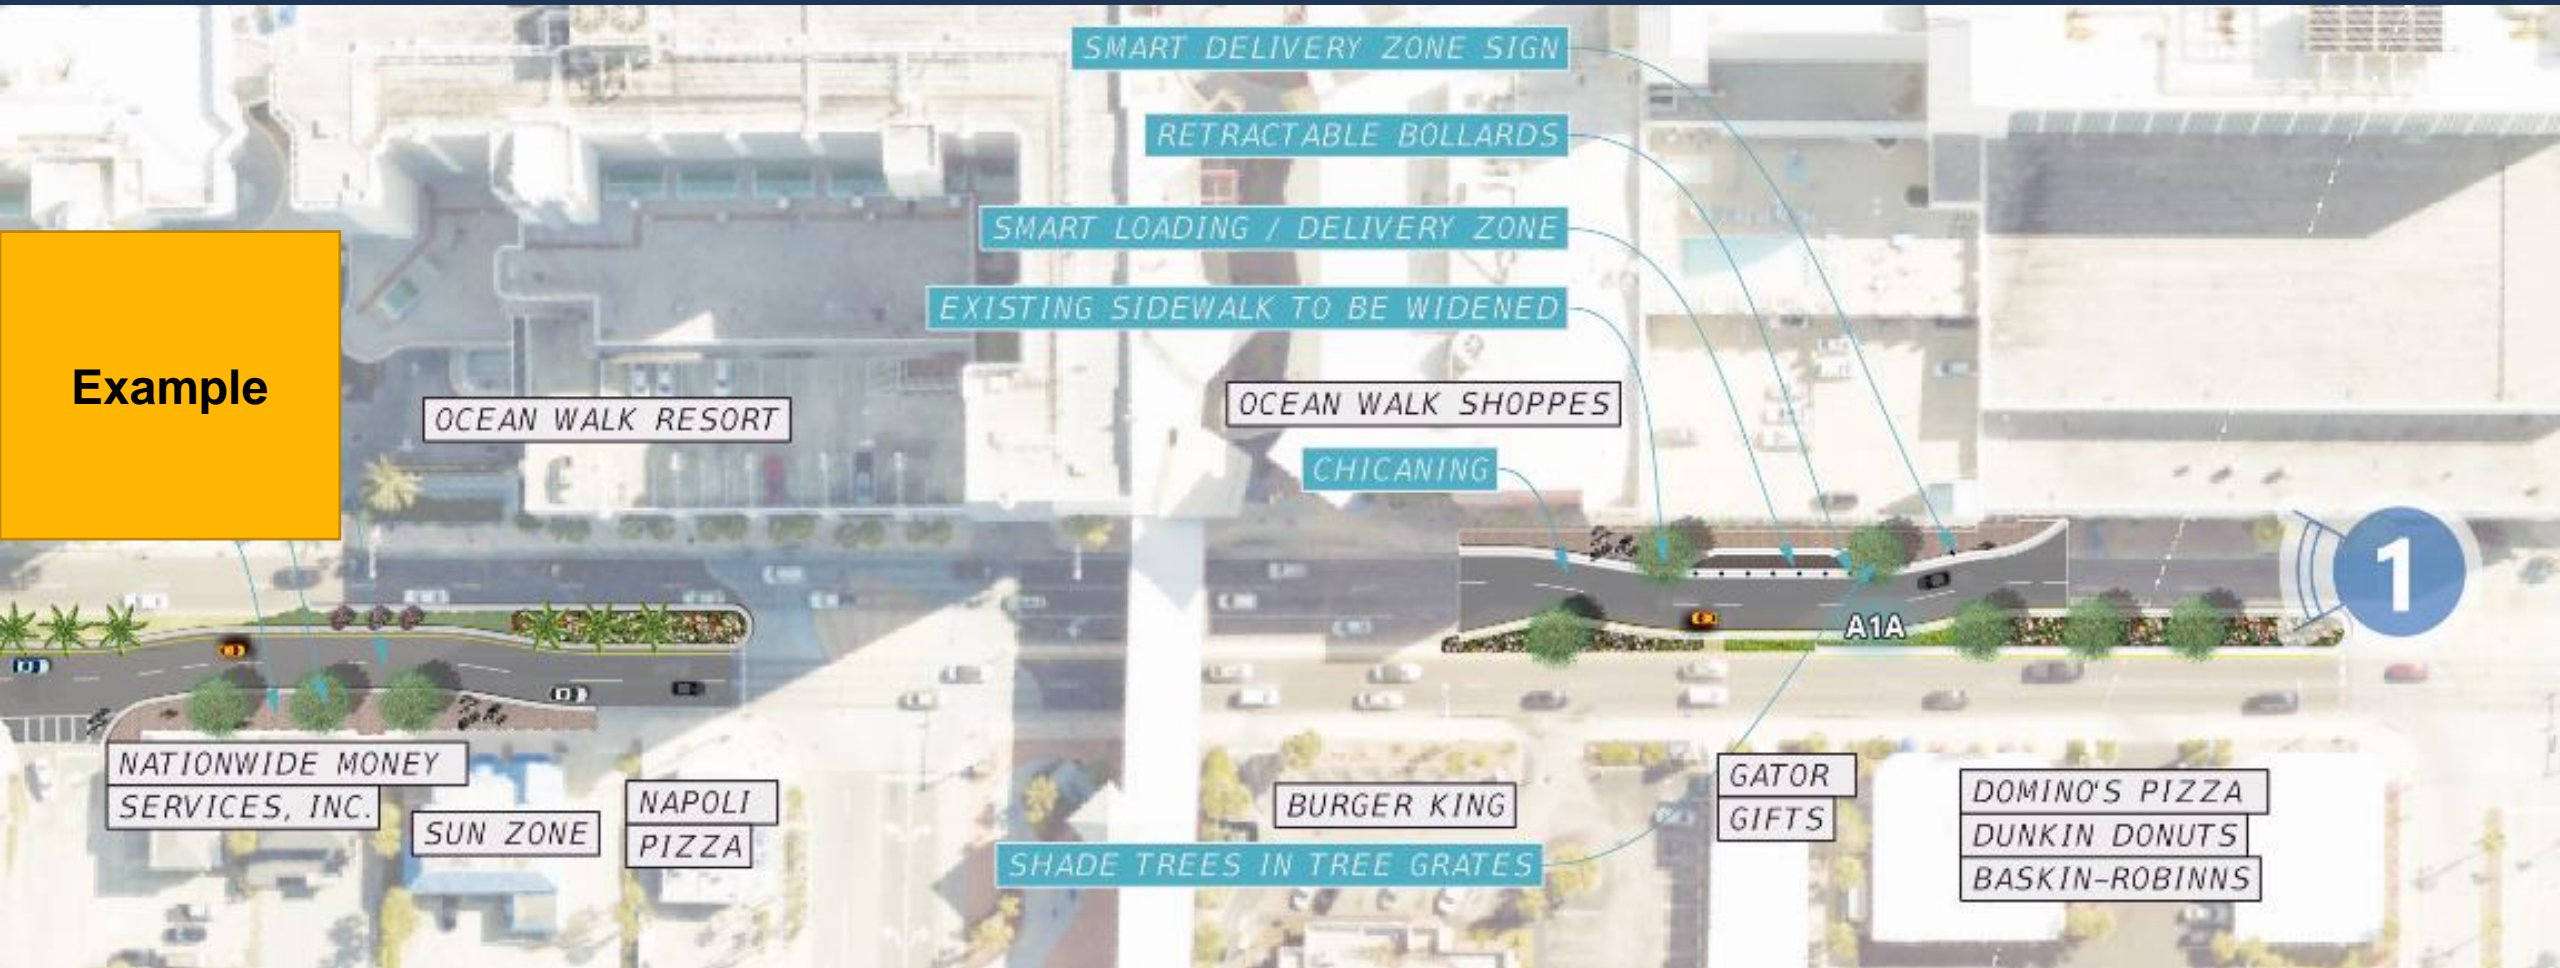 SMART DELIVERY ZONE SIGN
RETRACTABLE BOLLARDS
SMART LOADING / DELIVERY ZONE
EXISTING SIDEWALK TO BE WIDENED
Example
OCEAN WALK RESORT
OCEAN WALK SHOPPES
CHICANING
1
A1A
NATIONWIDE MONEY
SERVICES, INC.
SUN ZONE
NAPOLI
PIZZA
BURGER KING
GATOR
GIFTS
DOMINO'S PIZZA
DUNKIN DONUTS
BASKIN-ROBINNS
SHADE TREES IN TREE GRATES